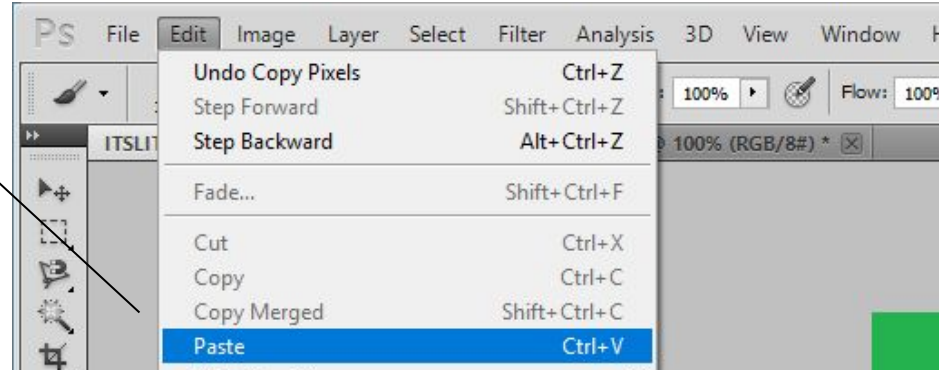 Ps File Edit Image Layer Select Filter Analysis 3D View Window
Undo Copy Pixels Ctrl+Z
100% Flow: 100%
Step Forward Shift+Ctrl+Z
Step Backward Alt+Ctrl+Z
100% (RGB/8#) *
Fade... Shift+Ctrl+F
Cut Ctrl+X
Copy Ctrl+C
Copy Merged Shift+Ctrl+C
Paste Ctrl+V